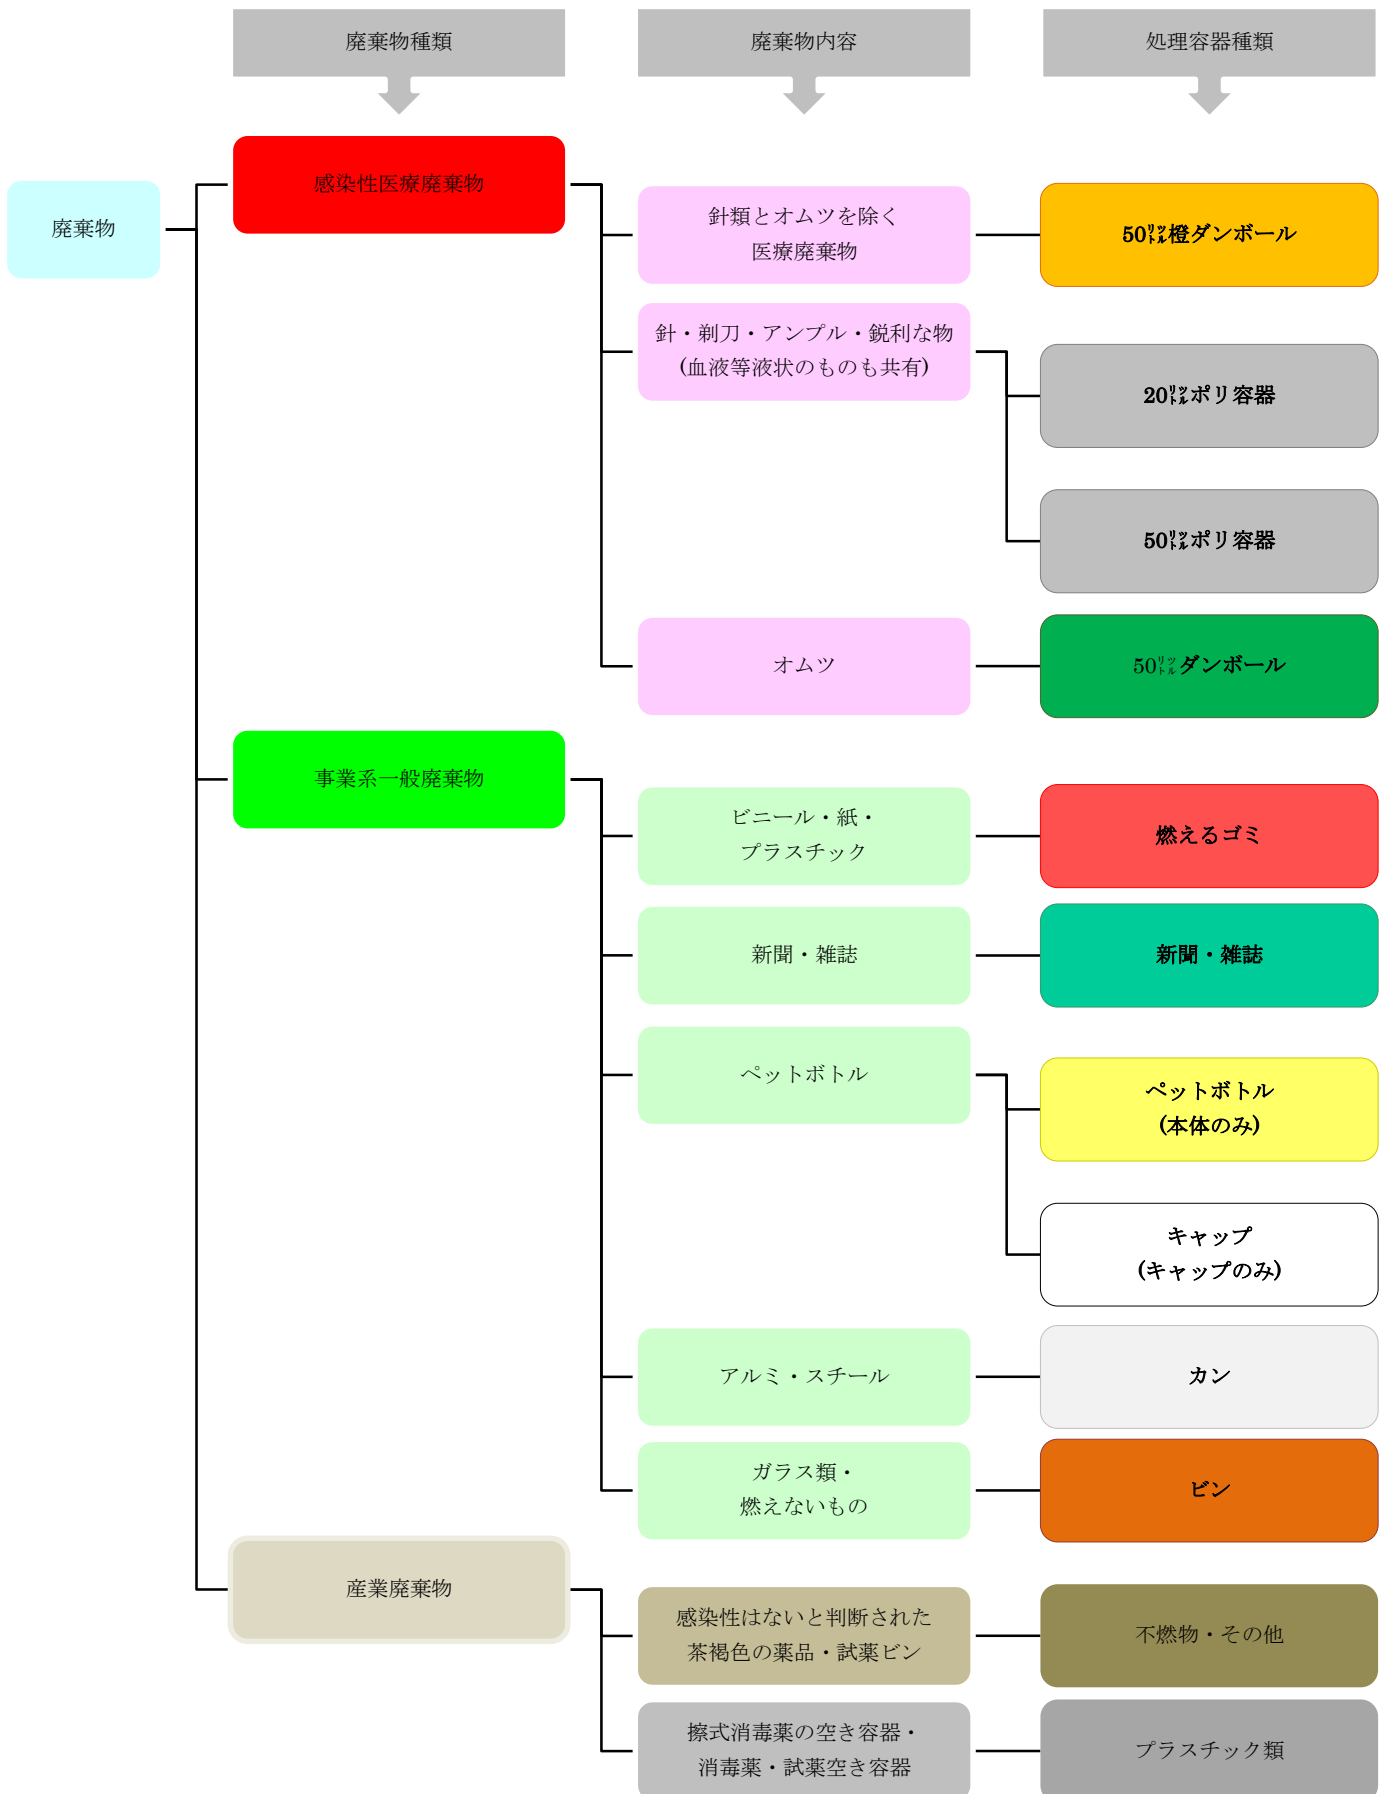 廃棄物種類
廃棄物内容
処理容器種類
廃棄物
感染性医療廃棄物
針類とオムツを除く
医療廃棄物
50㍑橙ダンボール
針・剃刀・アンプル・鋭利な物
(血液等液状のものも共有)
20㍑ポリ容器
50㍑ポリ容器
オムツ
50㍑ダンボール
事業系一般廃棄物
ビニール・紙・
プラスチック
燃えるゴミ
新聞・雑誌
新聞・雑誌
ペットボトル
ペットボトル
(本体のみ)
キャップ
(キャップのみ)
アルミ・スチール
カン
ガラス類・
燃えないもの
ビン
産業廃棄物
感染性はないと判断された
茶褐色の薬品・試薬ビン
不燃物・その他
擦式消毒薬の空き容器・
消毒薬・試薬空き容器
プラスチック類